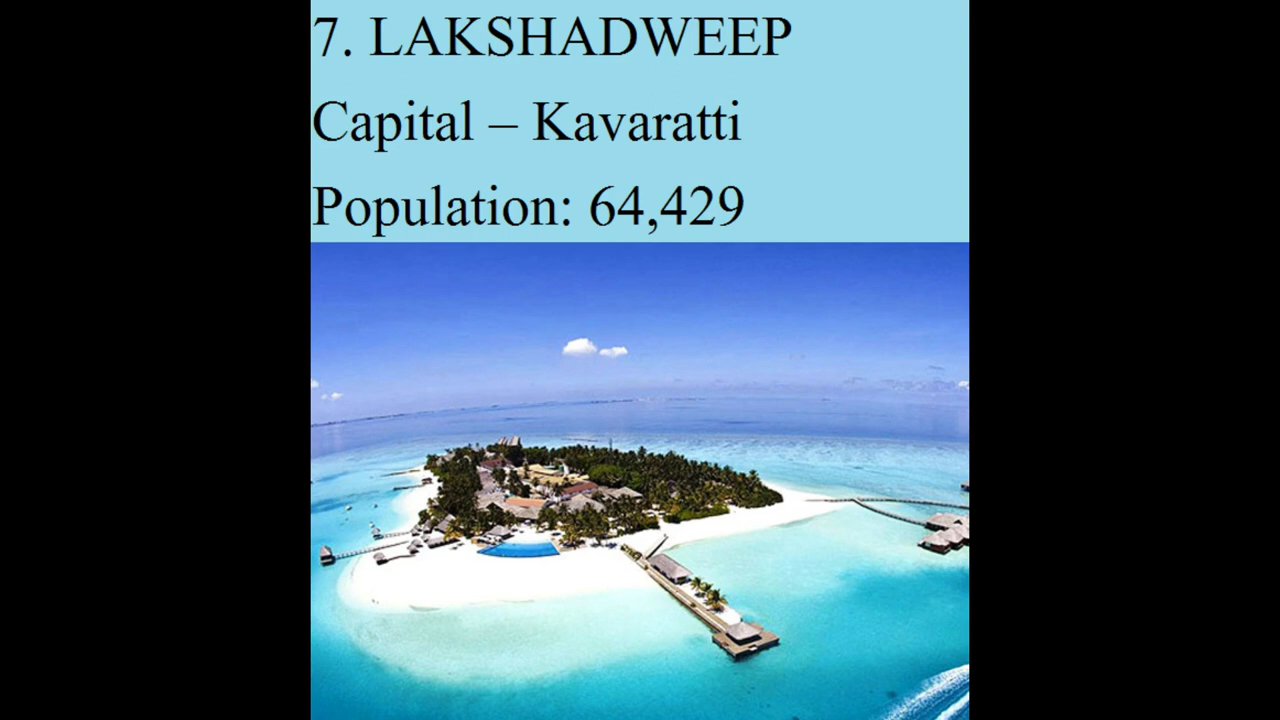 7. LAKSHADWEEP
Capital – Kavaratti
Population: 64,429